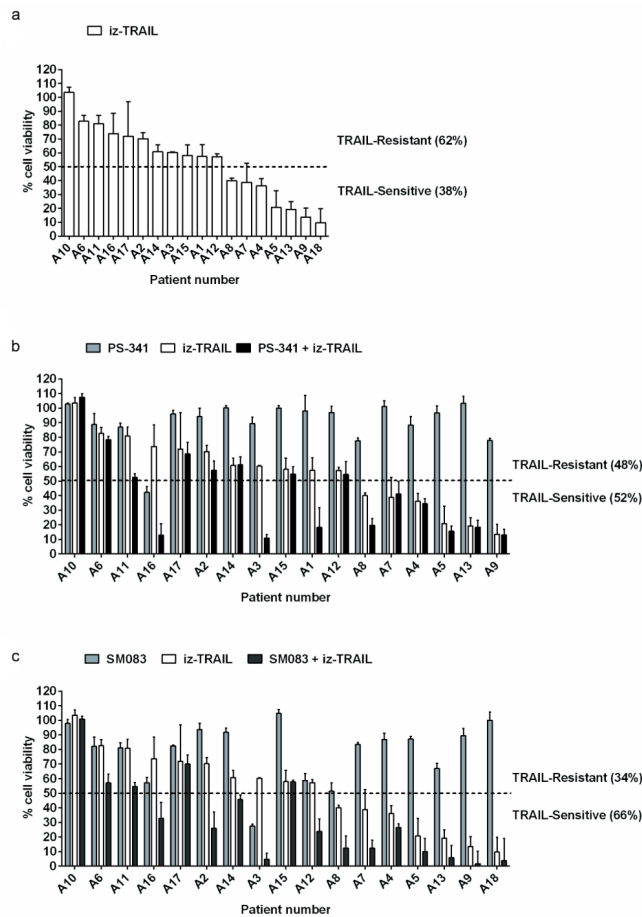 a
iz-TRAIL
% cell viability
120
110
100
90
80
70
60
50
40
30
20
10
0
TRAIL-Resistant (62%)
TRAIL-Sensitive (38%)
A10 A6 A11 A16 A17 A2 A14 A3 A15 A1 A12 A8 A7 A4 A5 A13 A9 A18
Patient number
b
PS-341 iz-TRAIL PS-341 + iz-TRAIL
% cell viability
120
110
100
90
80
70
60
50
40
30
20
10
0
TRAIL-Resistant (48%)
TRAIL-Sensitive (52%)
A10 A6 A11 A16 A17 A2 A14 A3 A15 A1 A12 A8 A7 A4 A5 A13 A9
Patient number
c
SM083 iz-TRAIL SM083 + iz-TRAIL
% cell viability
120
110
100
90
80
70
60
50
40
30
20
10
0
TRAIL-Resistant (34%)
TRAIL-Sensitive (66%)
A10 A6 A11 A16 A17 A2 A14 A3 A15 A12 A8 A7 A4 A5 A13 A9 A18
Patient number